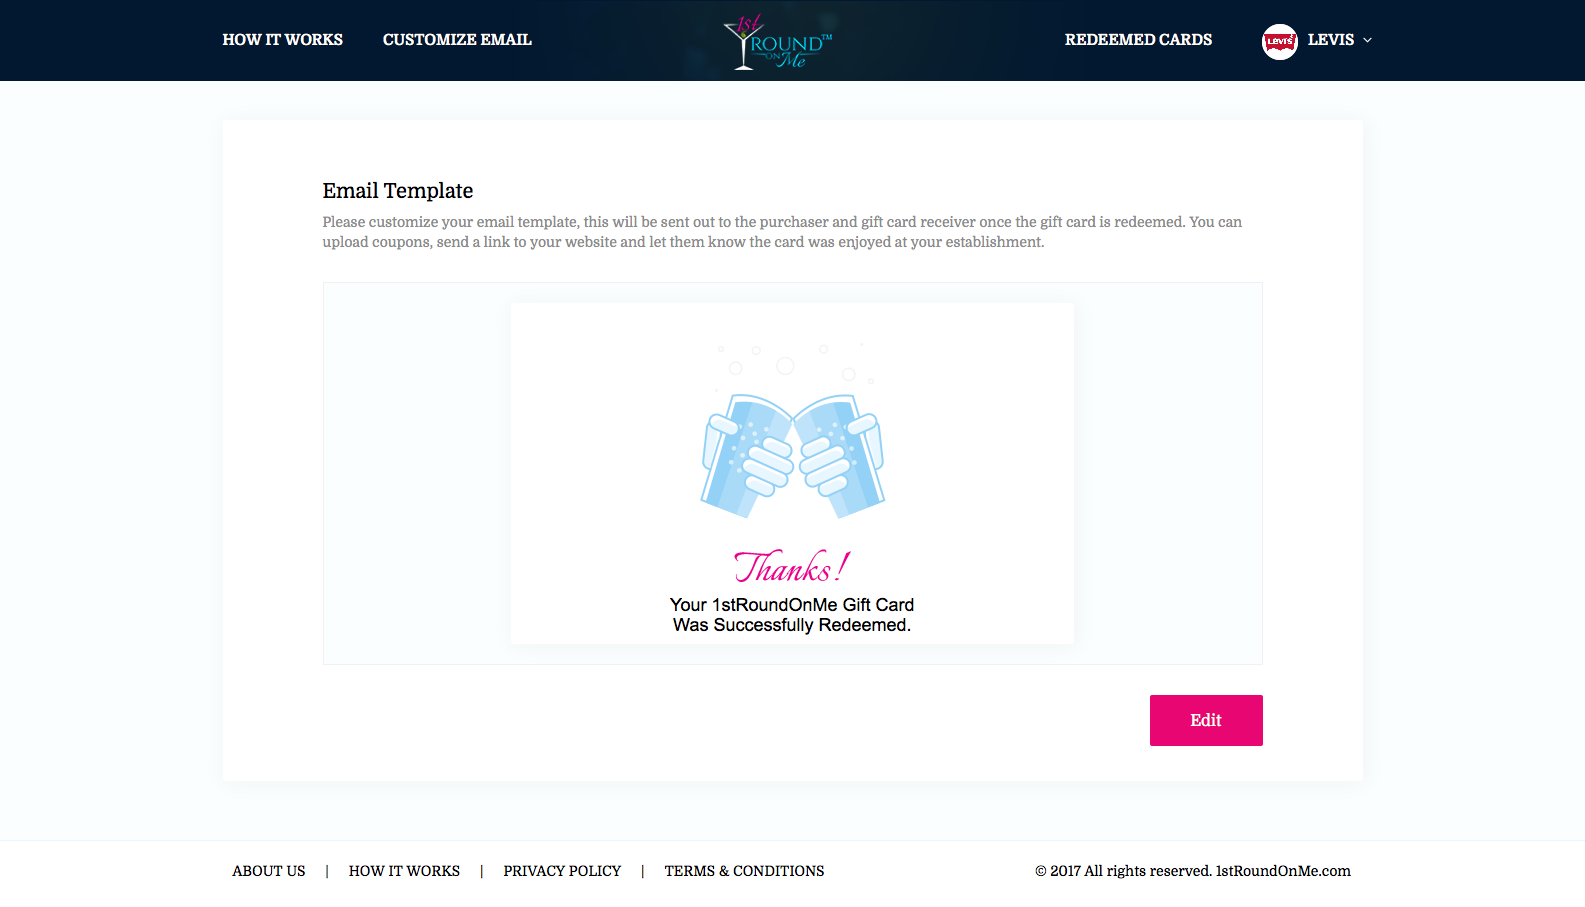 HOW IT WORKS
CUSTOMIZE EMAIL
1st
ROUND™
ON Me
REDEEMED CARDS
LEVI'S
LEVIS
Email Template
Please customize your email template, this will be sent out to the purchaser and gift card receiver once the gift card is redeemed. You can
upload coupons, send a link to your website and let them know the card was enjoyed at your establishment.
Thanks!
Your 1stRoundOnMe Gift Card
Was Successfully Redeemed.
Edit
ABOUT US | HOW IT WORKS | PRIVACY POLICY | TERMS & CONDITIONS
© 2017 All rights reserved. 1stRoundOnMe.com